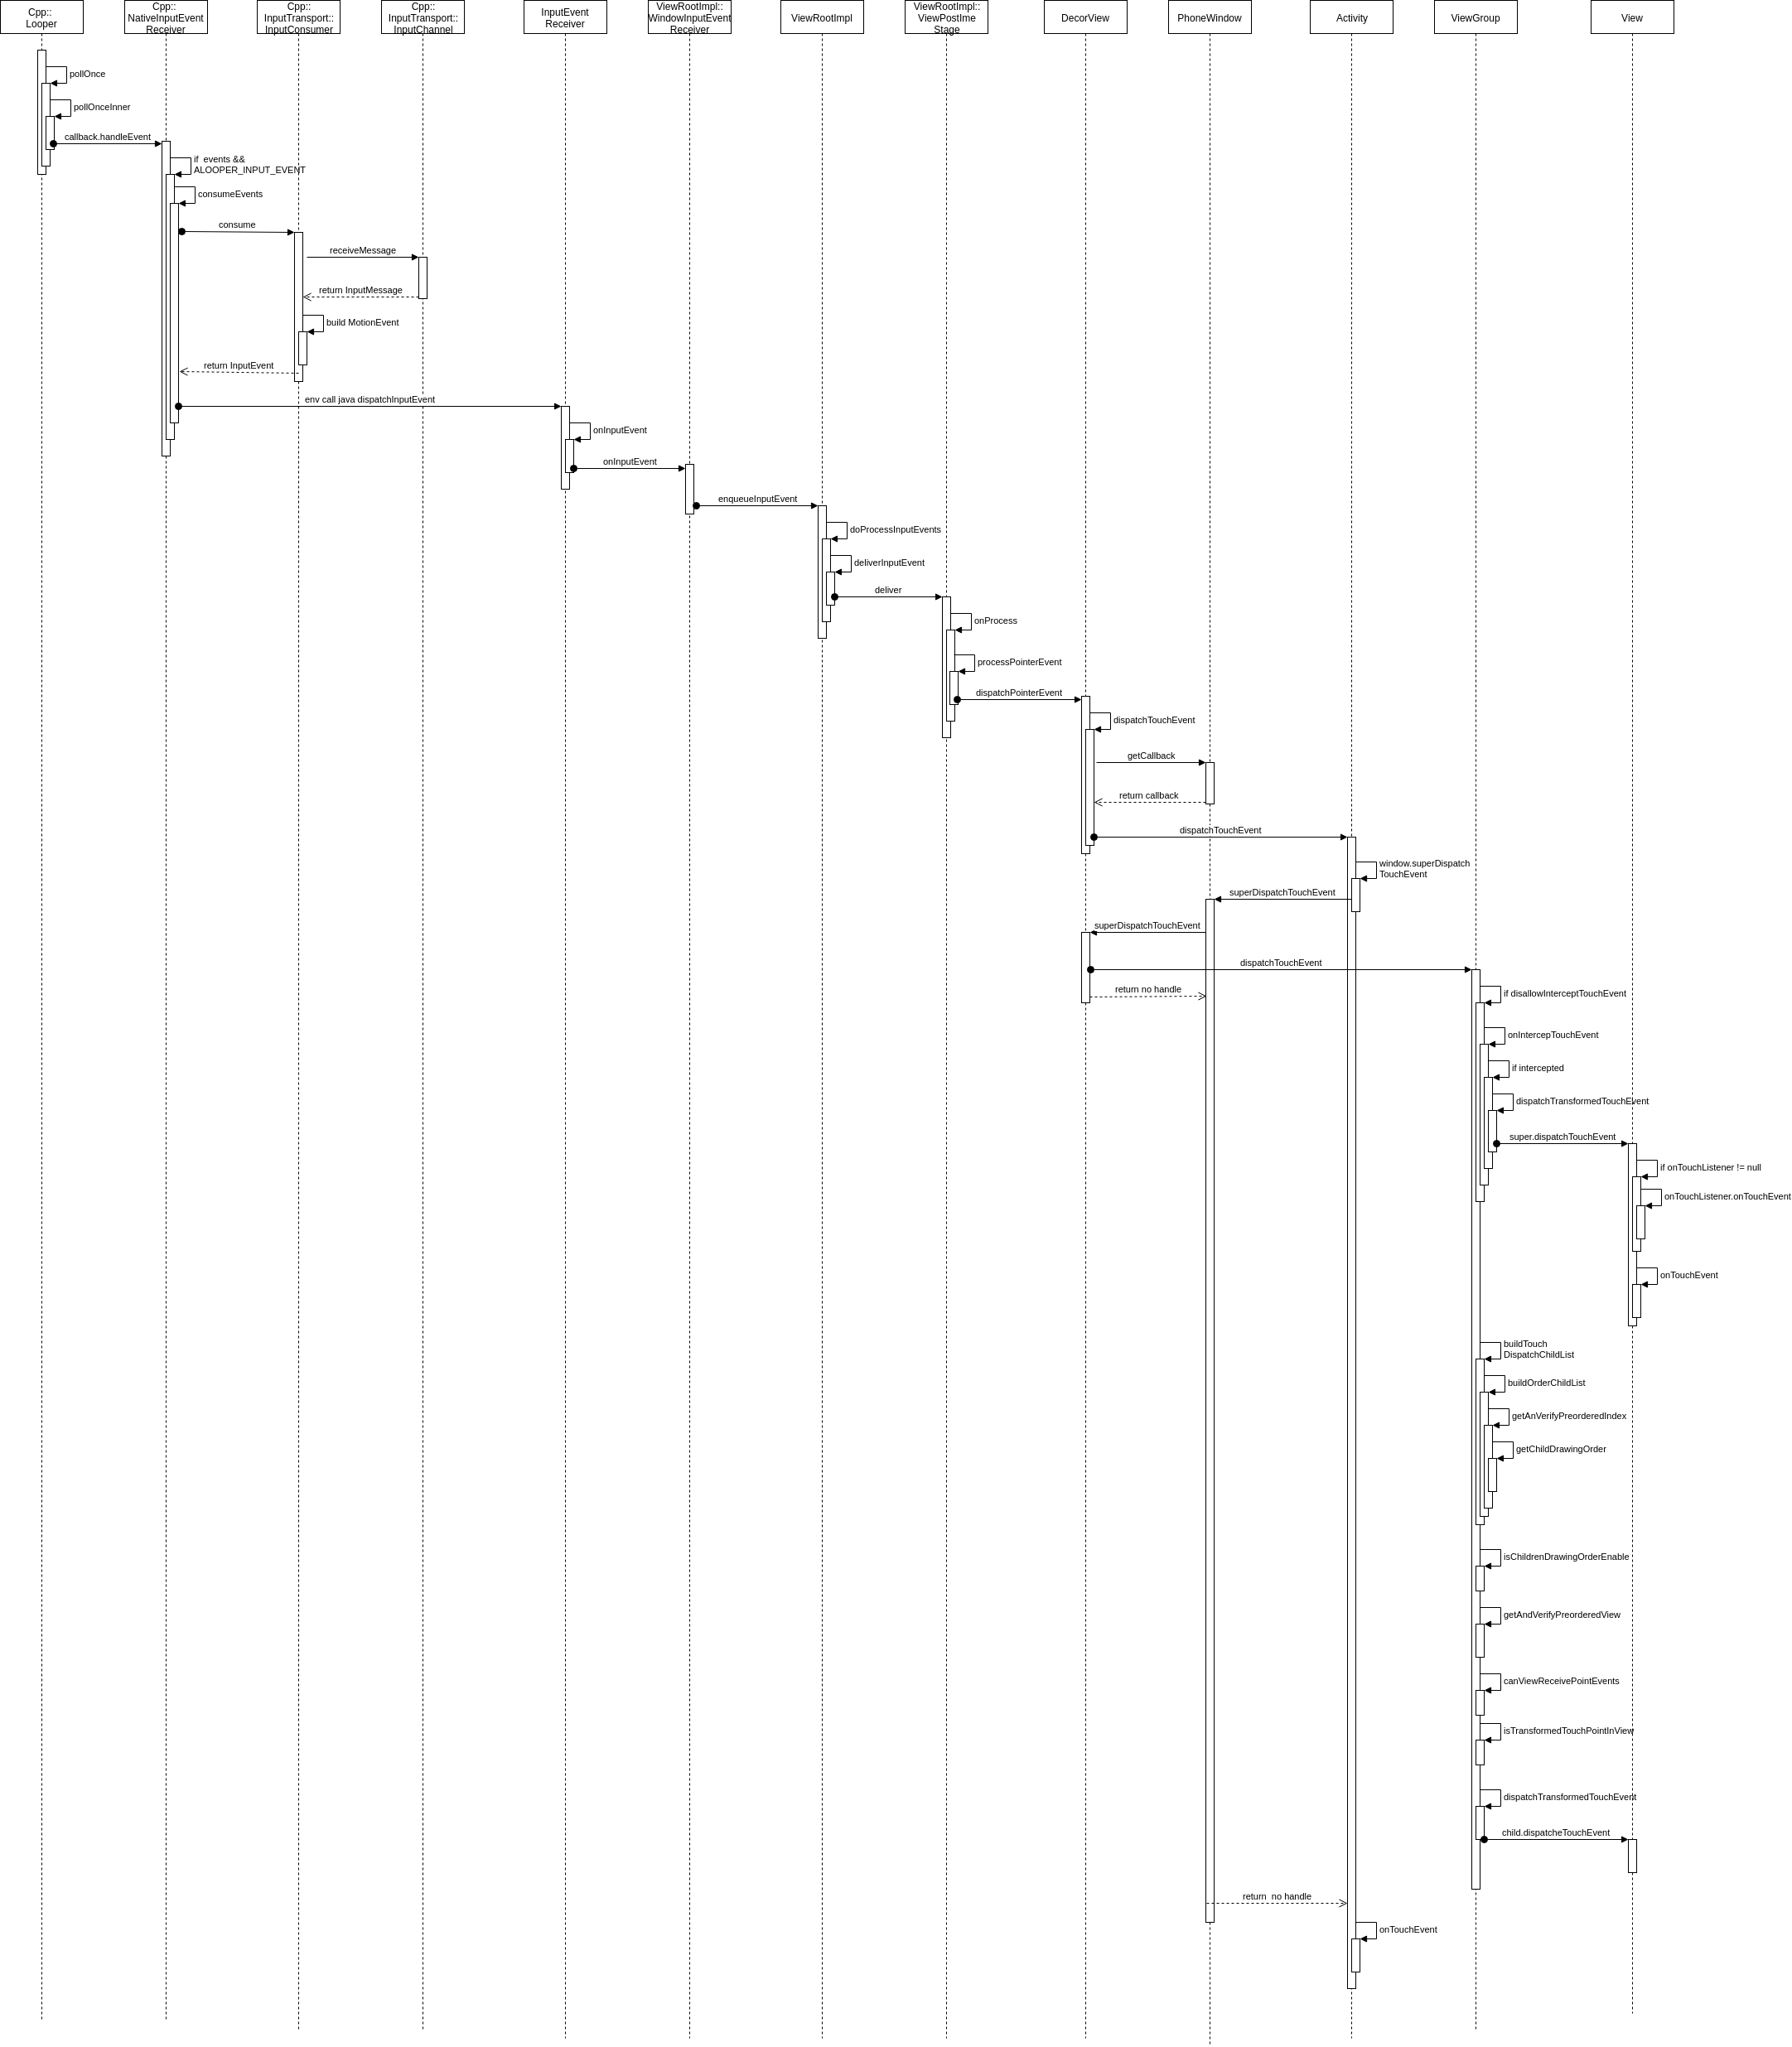 Cpp::
Looper
Cpp::
NativeInputEvent
Receiver
Cpp::
InputTransport::
InputConsumer
Cpp::
InputTransport::
InputChannel
InputEvent
Receiver
ViewRootImpl::
WindowInputEvent
Receiver
ViewRootImpl
ViewRootImpl::
ViewPostIme
Stage
DecorView
PhoneWindow
Activity
ViewGroup
View
pollOnce
pollOnceInner
callback.handleEvent
if  events &&
ALOOPER_INPUT_EVENT
consumeEvents
consume
receiveMessage
return InputMessage
build MotionEvent
return InputEvent
env call java dispatchInputEvent
onInputEvent
onInputEvent
enqueueInputEvent
doProcessInputEvents
deliverInputEvent
deliver
onProcess
processPointerEvent
dispatchPointerEvent
dispatchTouchEvent
getCallback
return callback
dispatchTouchEvent
window.superDispatch
TouchEvent
superDispatchTouchEvent
superDispatchTouchEvent
dispatchTouchEvent
return no handle
if disallowInterceptTouchEvent
onIntercepTouchEvent
if intercepted
dispatchTransformedTouchEvent
super.dispatchTouchEvent
if onTouchListener != null
onTouchListener.onTouchEvent
onTouchEvent
buildTouch
DispatchChildList
buildOrderChildList
getAnVerifyPreorderedIndex
getChildDrawingOrder
isChildrenDrawingOrderEnable
getAndVerifyPreorderedView
canViewReceivePointEvents
isTransformedTouchPointInView
dispatchTransformedTouchEvent
child.dispatcheTouchEvent
return  no handle
onTouchEvent